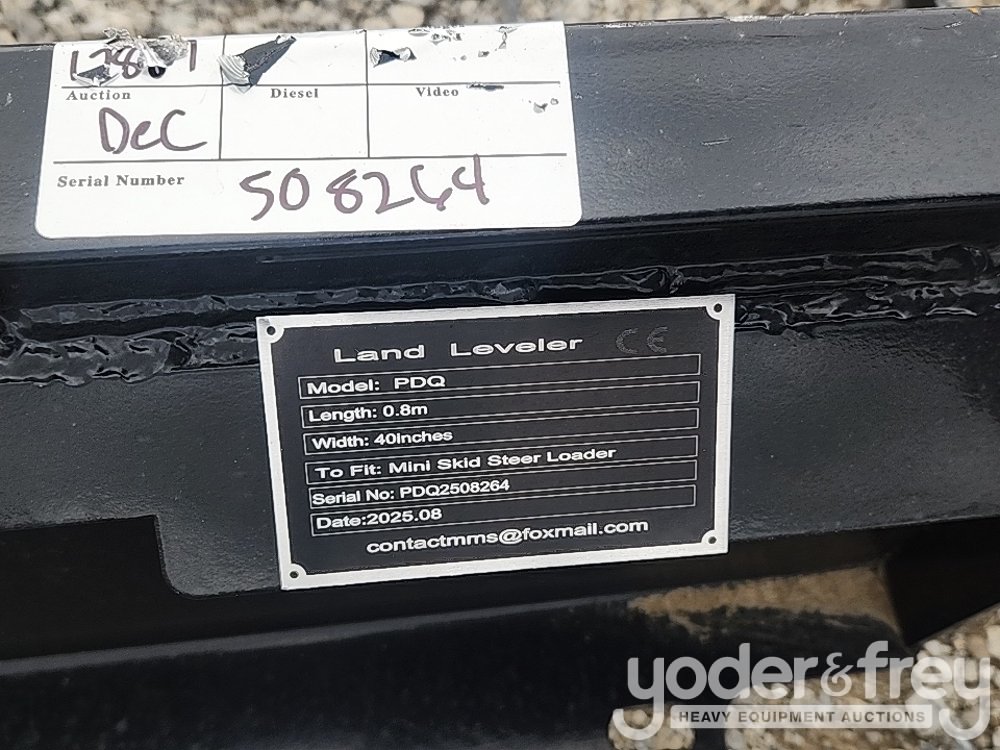 Auction Diesel Video
DeC
Serial Number 508264
Land Leveler CE
Model: PDQ
Length: 0.8m
Width: 40inches
To Fit: Mini Skid Steer Loader
Serial No: PDQ2508264
Date:2025.08
contactmms@foxmail.com
yoder&frey
HEAVY EQUIPMENT AUCTIONS